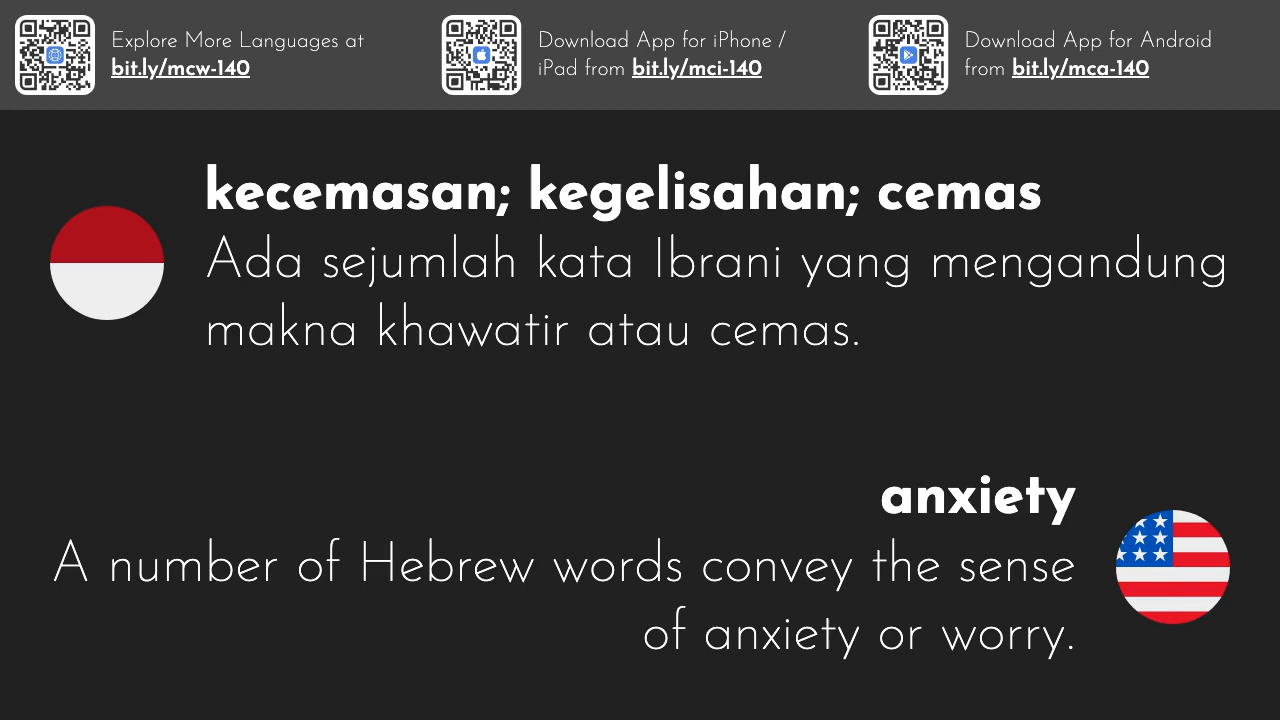 Explore More Languages at
bit.ly/mcw-140
Download App for iPhone /
iPad from bit.ly/mci-140
Download App for Android
from bit.ly/mca-140
kecemasan; kegelisahan; cemas
Ada sejumlah kata Ibrani yang mengandung
makna khawatir atau cemas.
anxiety
A number of Hebrew words convey the sense
of anxiety or worry.